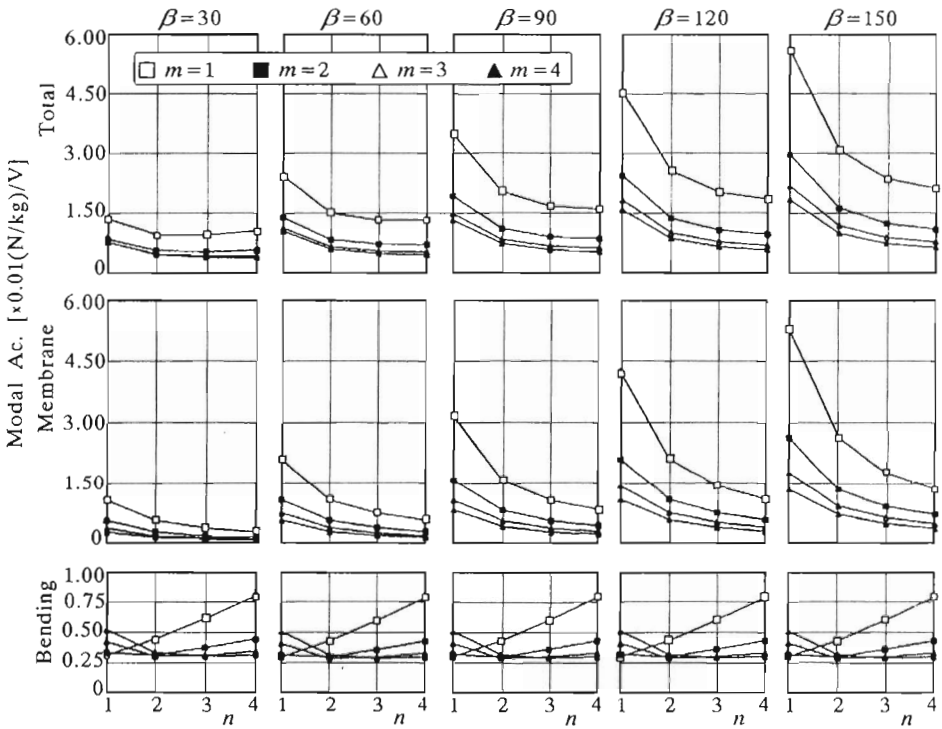 β=30 β=60 β=90 β=120 β=150
m=1 m=2 m=3 m=4
Modal Ac. [×0.01(N/kg)/V]
Total
6.00
4.50
3.00
1.50
0
Membrane
6.00
4.50
3.00
1.50
0
Bending
1.00
0.75
0.50
0.25
0
1 2 3 4 1 2 3 4 1 2 3 4 1 2 3 4 1 2 3 4
n n n n n